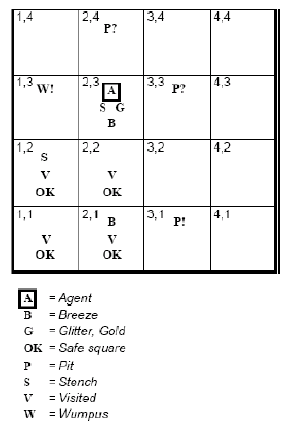 1,4 2,4 3,4 4,4
P?
1,3 W! 2,3 A 3,3 P? 4,3
S G
B
1,2 2,2 3,2 4,2
S
V V
OK OK
1,1 2,1 B 3,1 P! 4,1
V V
OK OK
A = Agent
B = Breeze
G = Glitter, Gold
OK = Safe square
P = Pit
S = Stench
V = Visited
W = Wumpus